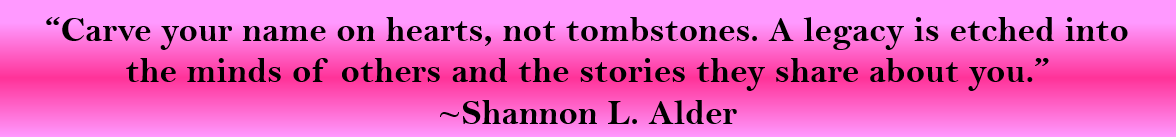 “Carve your name on hearts, not tombstones. A legacy is etched into
the minds of others and the stories they share about you.”
~Shannon L. Alder